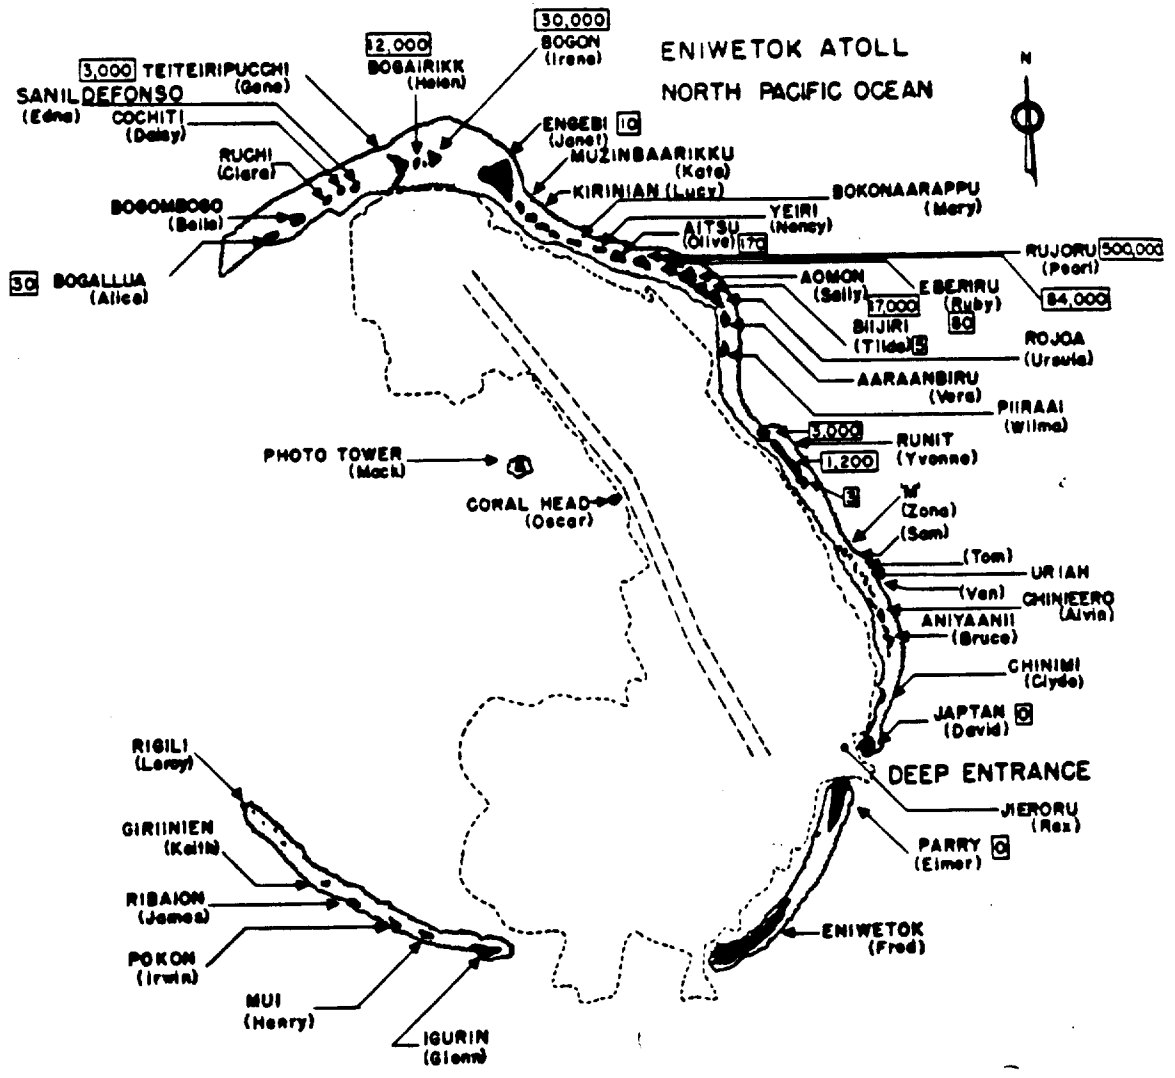 30,000
BOGON
(Irene)
ENIWETOK ATOLL
NORTH PACIFIC OCEAN
N
12,000
BOGAIRIKK
(Helen)
3,000 TEITEIRIPUCCHI
(Gene)
SANILDEFONSO
(Edna)
COCHITI
(Daisy)
RUCHI
(Clara)
BOGOMBOGO
(Belle)
30 BOGALLUA
(Alice)
ENGEBI 10
(Janet)
MUZINBAARIKKU
(Kate)
KIRINIAN (Lucy)
BOKONAARAPPU
(Mary)
YEIRI
(Nancy)
AITSU
(Olive) 170
RUJORU 500,000
(Pearl)
84,000
AOMON
(Sally)
17,000
EBERIRU
(Ruby)
80
BIIJIRI
(Tilda) 5
ROJOA
(Ursula)
AARAANBIRU
(Vera)
PIIRAAI
(Wilma)
3,000
RUNIT
(Yvonne)
1,200
3
PHOTO TOWER
(Mack)
CORAL HEAD
(Oscar)
"M"
(Zona)
(Sam)
(Tom)
URIAH
(Van)
CHINIEERO
(Alvin)
ANIYAANII
(Bruce)
CHINIMI
(Clyde)
JAPTAN 0
(David)
DEEP ENTRANCE
JIERORU
(Rex)
PARRY 0
(Elmer)
ENIWETOK
(Fred)
RIGILI
(Leroy)
GIRIINIEN
(Keith)
RIBAION
(James)
POKON
(Irwin)
MUI
(Henry)
IGURIN
(Glenn)